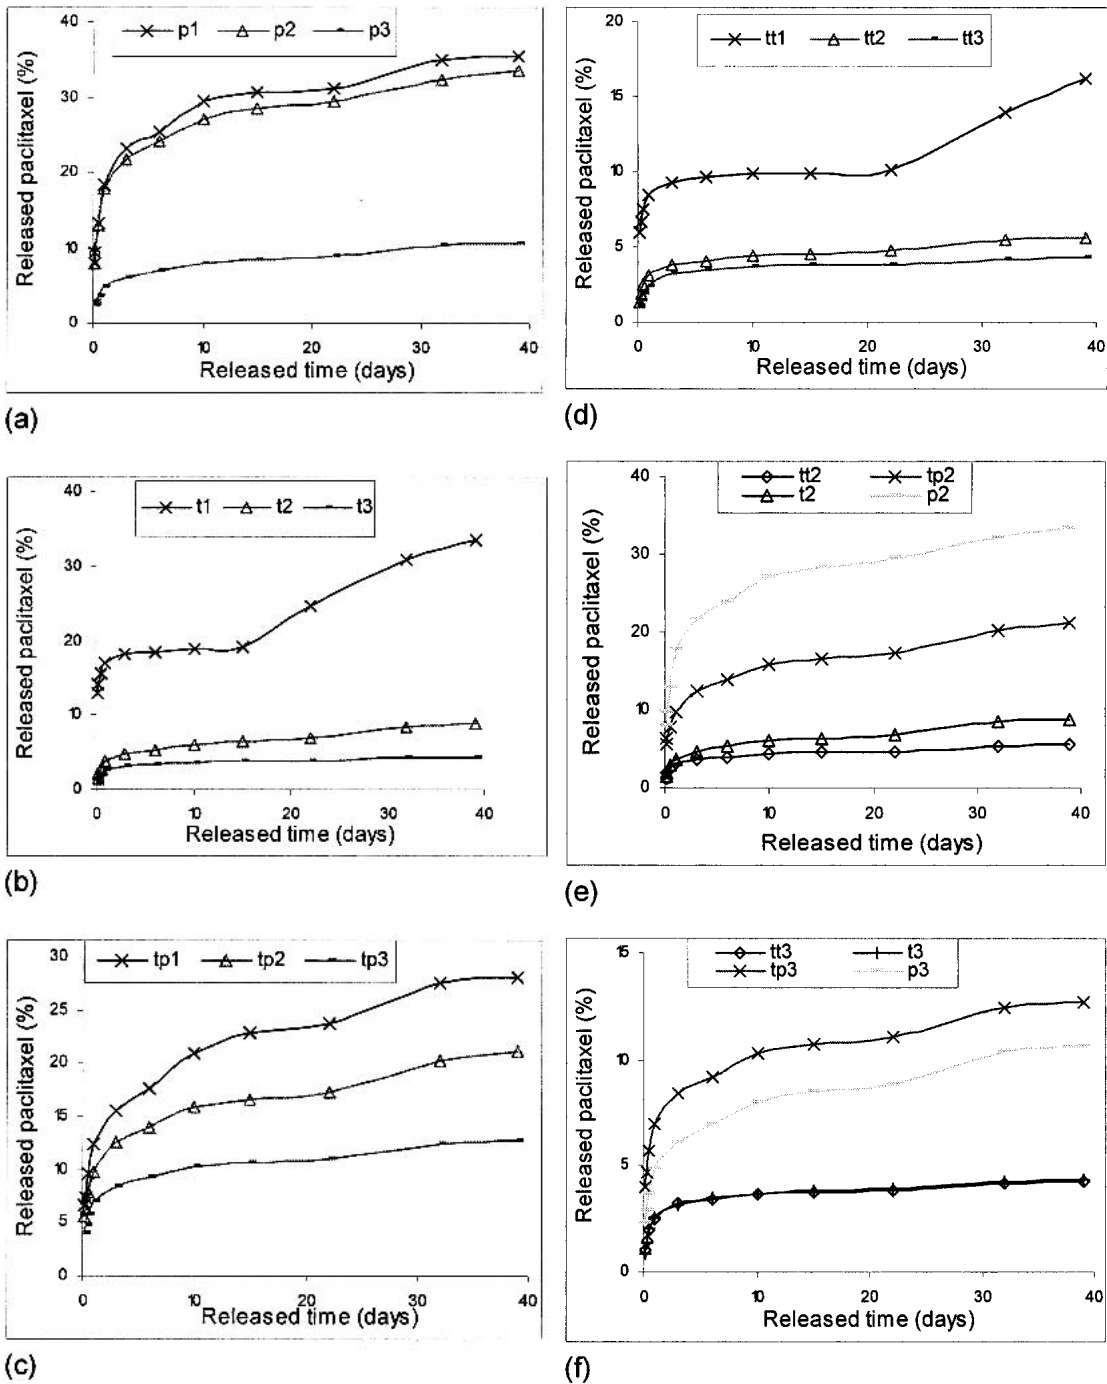 p1 p2 p3
Released paclitaxel (%)
40
30
20
10
0
0 10 20 30 40
Released time (days)
(a)
t1 t2 t3
Released paclitaxel (%)
40
30
20
10
0
0 10 20 30 40
Released time (days)
(b)
tp1 tp2 tp3
Released paclitaxel (%)
30
25
20
15
10
5
0
0 10 20 30 40
Released time (days)
(c)
tt1 tt2 tt3
Released paclitaxel (%)
20
15
10
5
0
0 10 20 30 40
Released time (days)
(d)
tt2 tp2
t2 p2
Released paclitaxel (%)
40
30
20
10
0
0 10 20 30 40
Released time (days)
(e)
tt3 t3
tp3 p3
Released paclitaxel (%)
15
10
5
0
0 10 20 30 40
Released time (days)
(f)